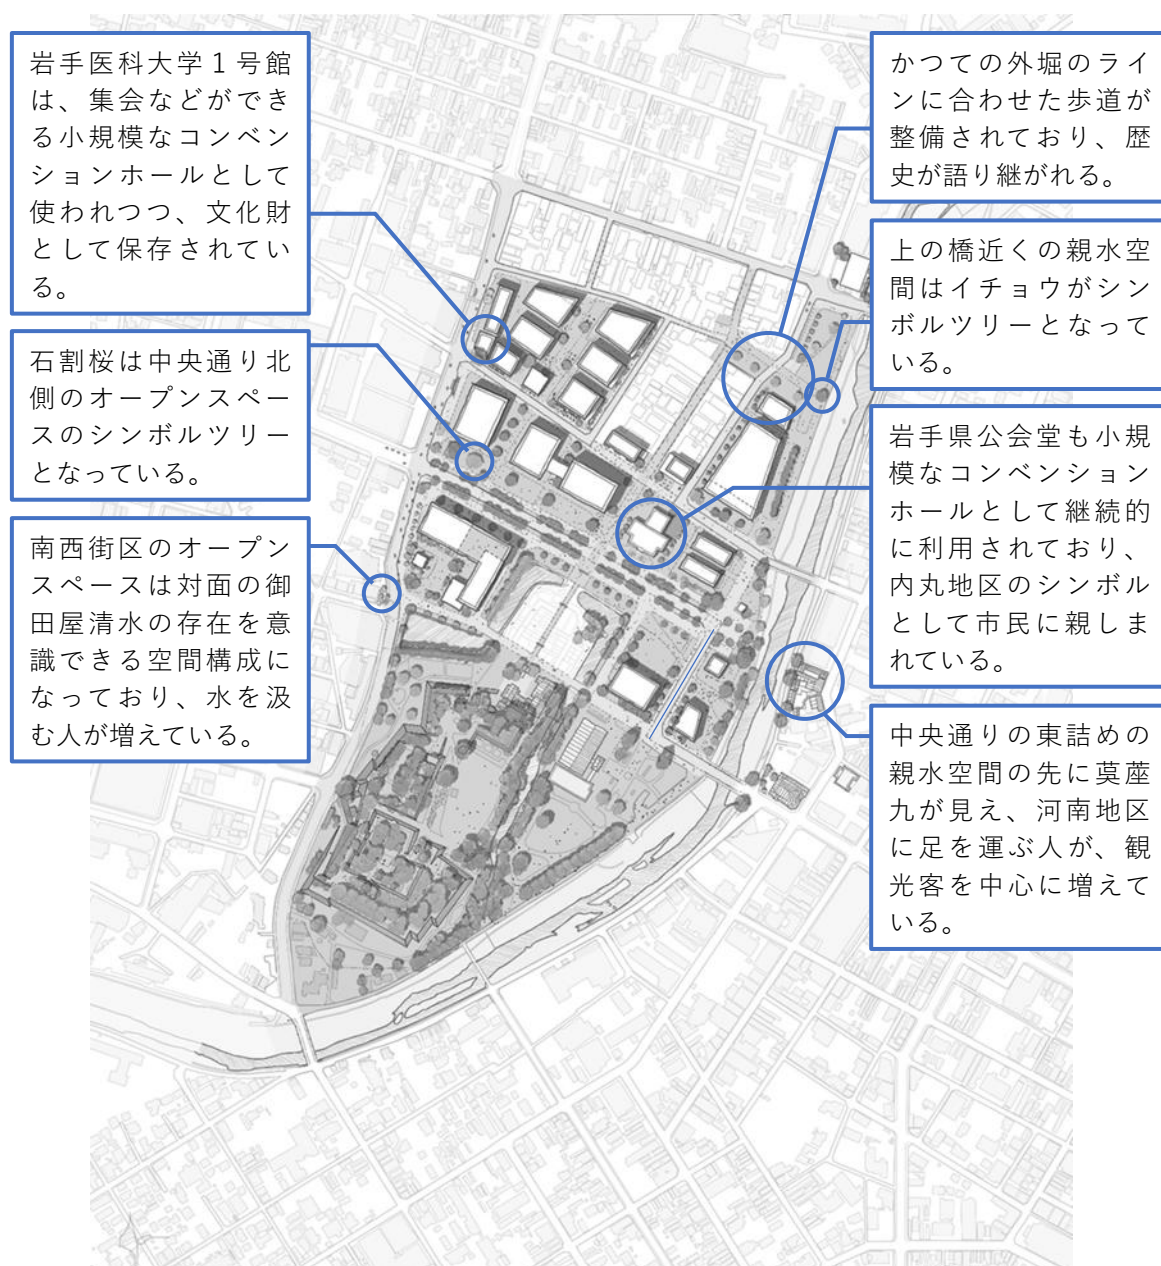 岩手医科大学１号館
は、集会などができ
る小規模なコンベン
ションホールとして
使われつつ、文化財
として保存されてい
る。
石割桜は中央通り北
側のオープンスペー
スのシンボルツリー
となっている。
南西街区のオープン
スペースは対面の御
田屋清水の存在を意
識できる空間構成に
なっており、水を汲
む人が増えている。
かつての外堀のライ
ンに合わせた歩道が
整備されており、歴
史が語り継がれる。
上の橋近くの親水空
間はイチョウがシン
ボルツリーとなって
いる。
岩手県公会堂も小規
模なコンベンション
ホールとして継続的
に利用されており、
内丸地区のシンボル
として市民に親しま
れている。
中央通りの東詰めの
親水空間の先に茣蓙
九が見え、河南地区
に足を運ぶ人が、観
光客を中心に増えて
いる。